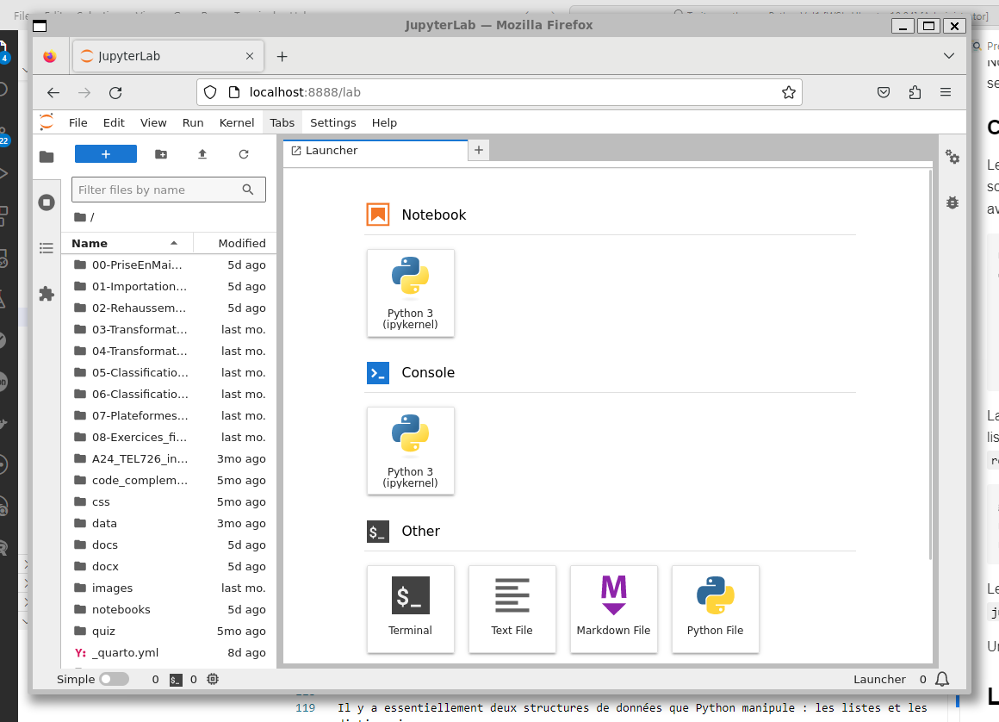 JupyterLab — Mozilla Firefox
JupyterLab
localhost:8888/lab
File Edit View Run Kernel Tabs Settings Help
Filter files by name
/
Name Modified
00-PriseEnMai... 5d ago
01-Importation... 5d ago
02-Rehaussem... 5d ago
03-Transformat... last mo.
04-Transformat... last mo.
05-Classificatio... last mo.
06-Classificatio... last mo.
07-Plateformes... last mo.
08-Exercices_fi... last mo.
A24_TEL726_in... 3mo ago
code_complem... 5mo ago
css 5mo ago
data 3mo ago
docs 5d ago
docx 5d ago
images last mo.
notebooks 5d ago
quiz 5mo ago
Y: _quarto.yml 8d ago
Launcher
Notebook
Python 3
(ipykernel)
Console
Python 3
(ipykernel)
Other
$_ Terminal
Text File
M Markdown File
Python File
Simple 0 $_ 0
Launcher 0
4
22
119 Il y a essentiellement deux structures de données que Python manipule : les listes et les